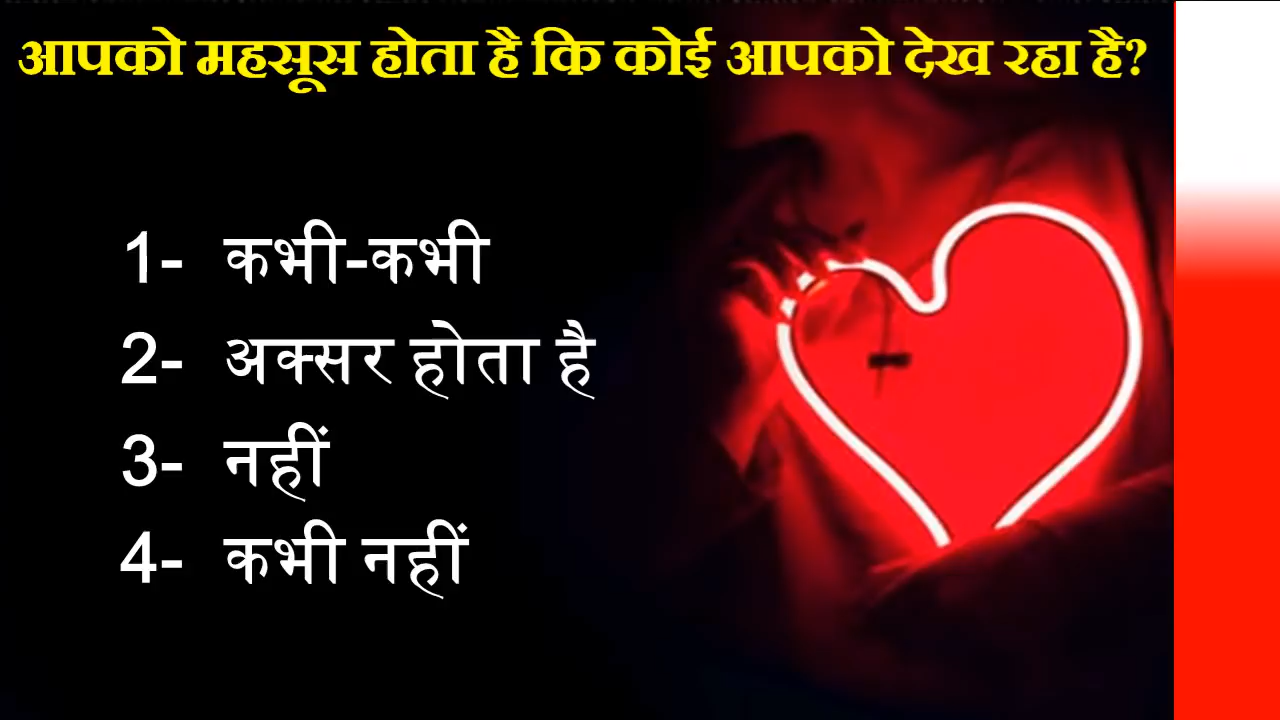 आपको महसूस होता है कि कोई आपको देख रहा है?
1- कभी-कभी
2- अक्सर होता है
3- नहीं
4- कभी नहीं